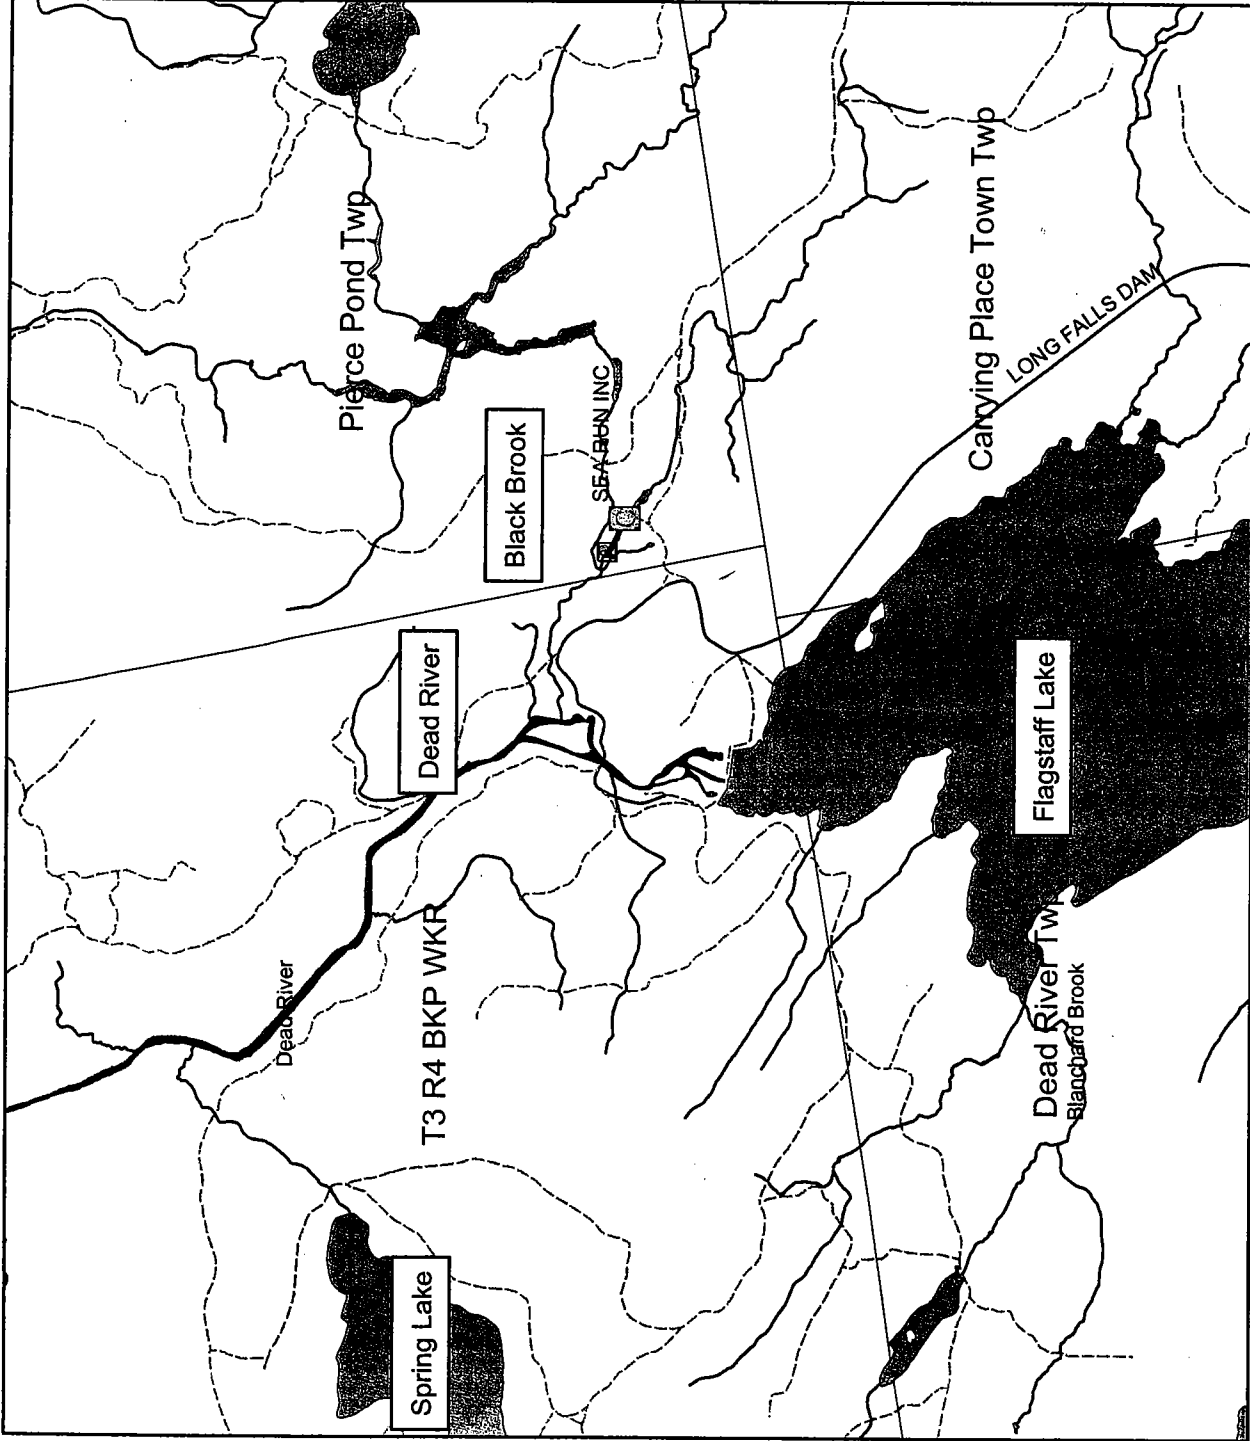 Spring Lake
Dead River
T3 R4 BKP WKR
Dead River
Black Brook
Pierce Pond Twp
SEA RUN INC
Dead River Twp
Blanchard Brook
Flagstaff Lake
Carrying Place Town Twp
LONG FALLS DAM